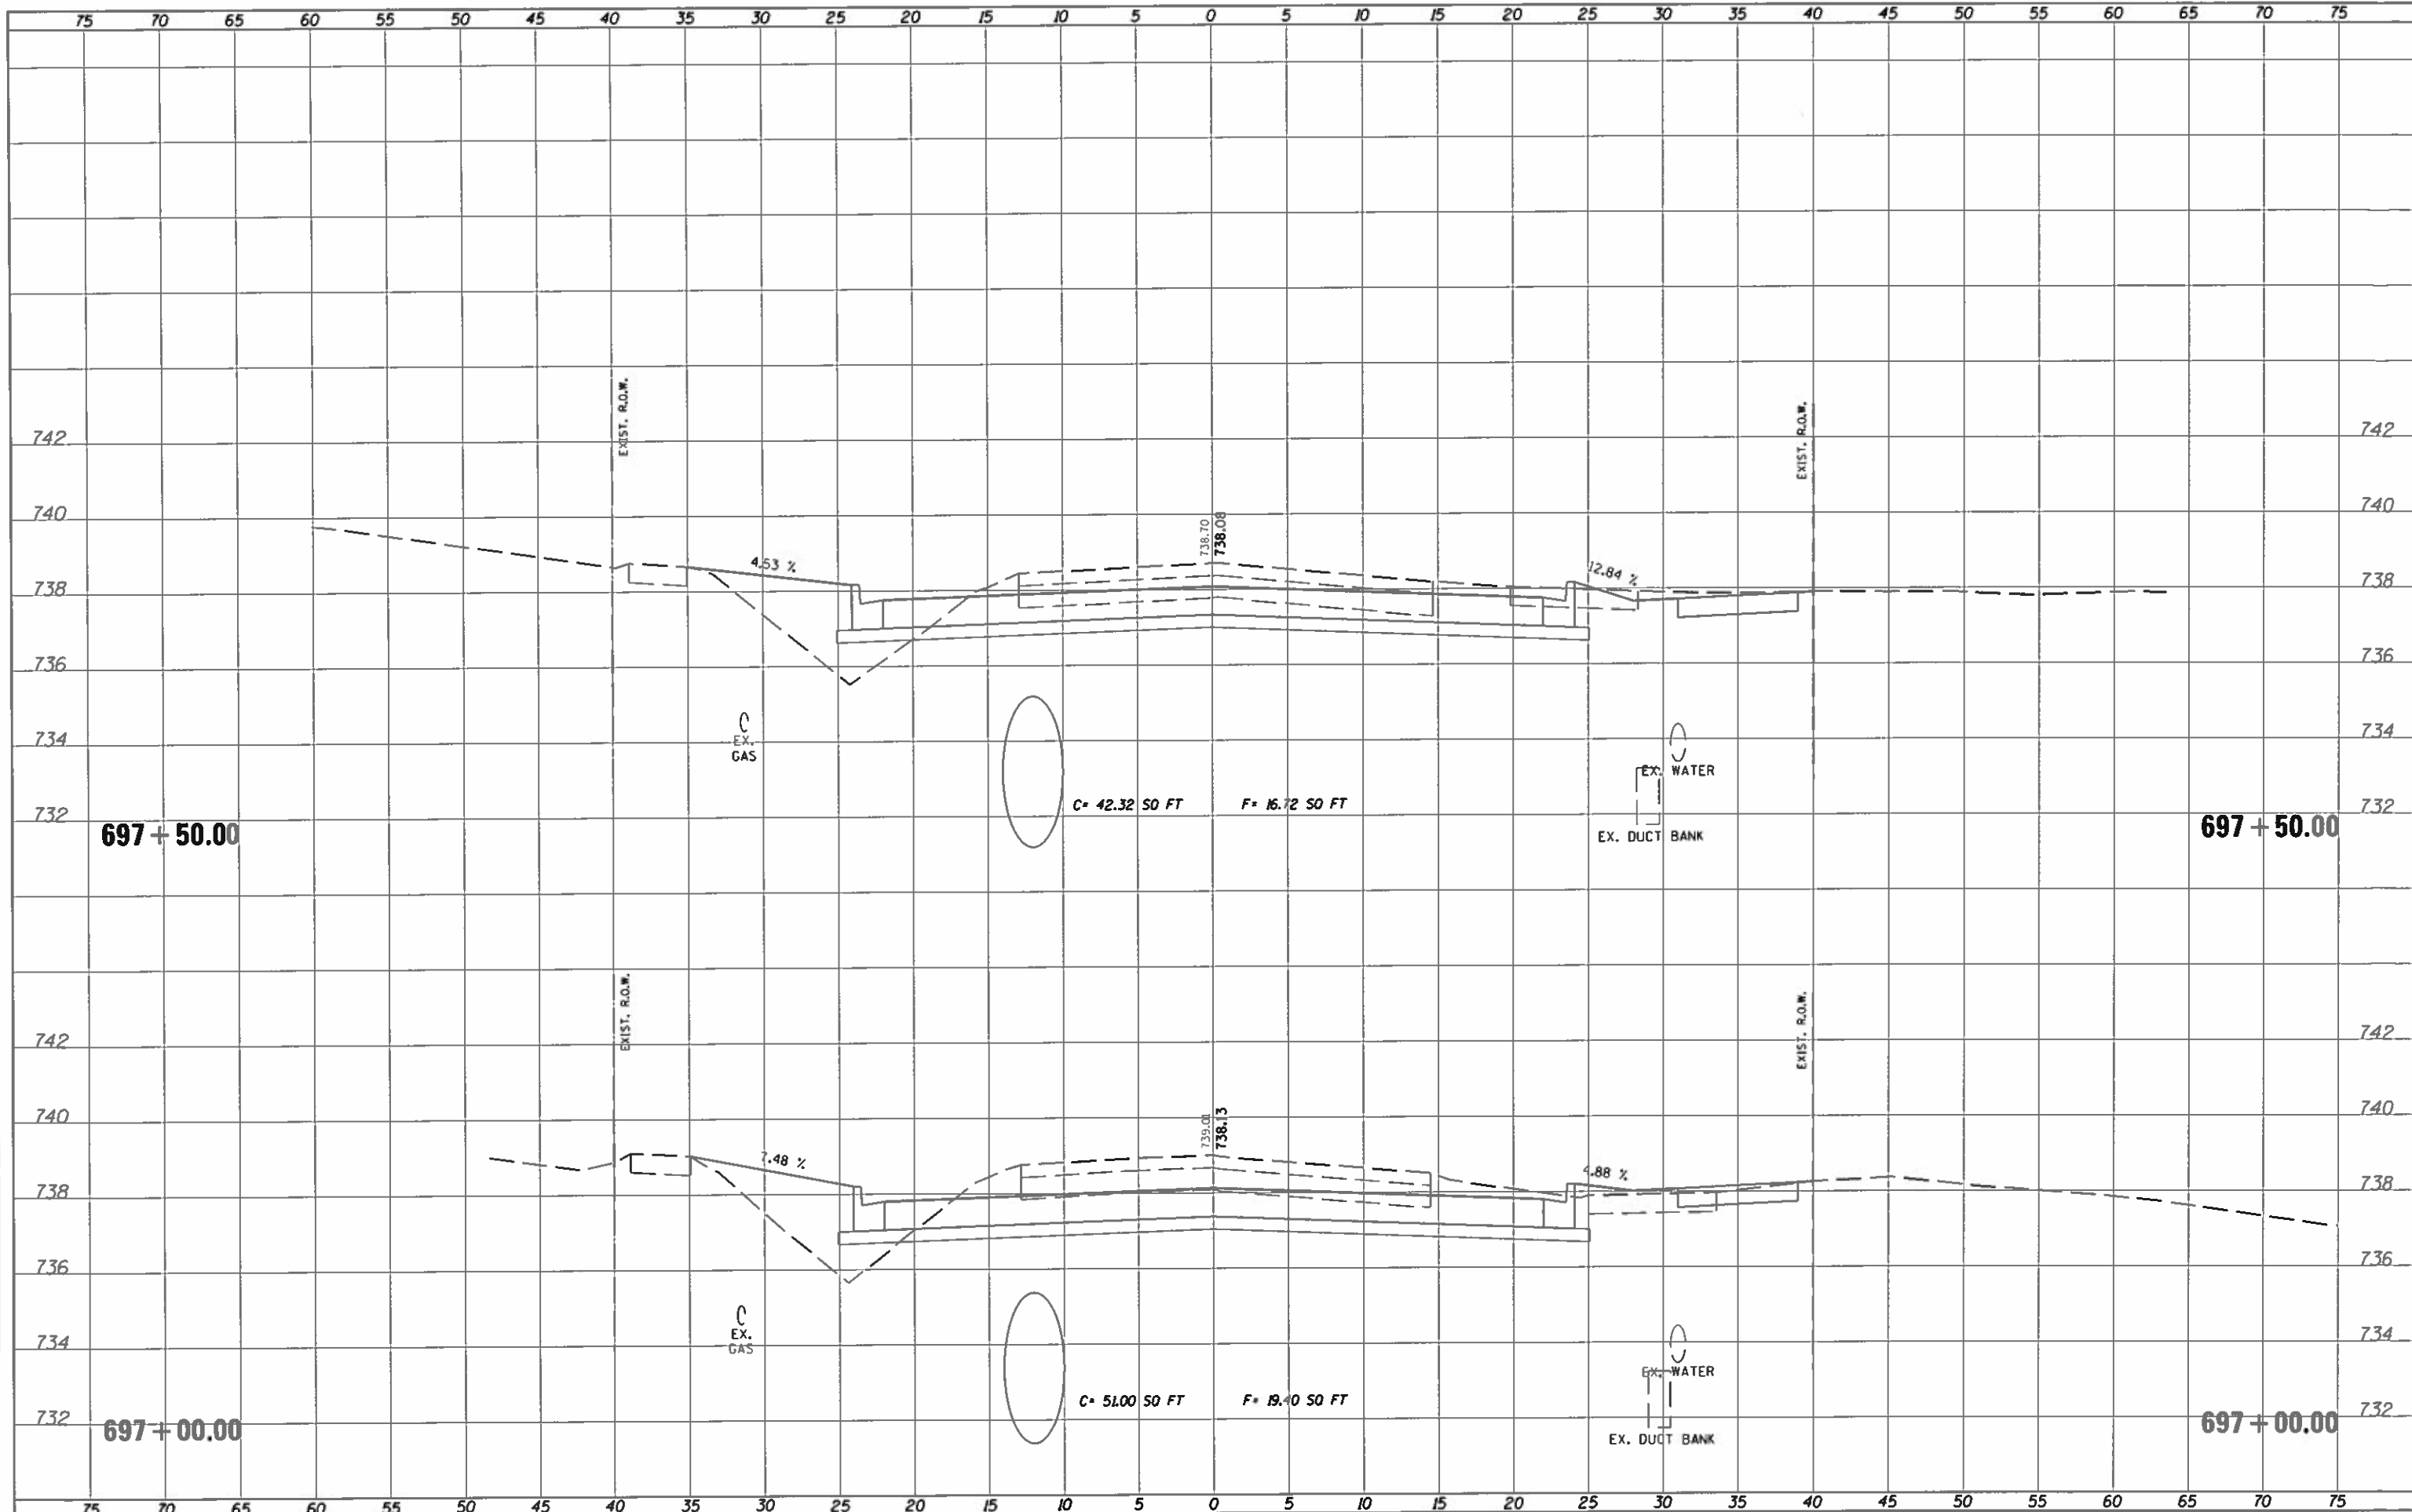 75 70 65 60 55 50 45 40 35 30 25 20 15 10 5 0 5 10 15 20 25 30 35 40 45 50 55 60 65 70 75
EXIST. R.O.W.
EXIST. R.O.W.
742 742
740 740
738.70
738.08
4.53 %
12.84 %
738 738
736 736
734 734
EX.
GAS
EX. WATER
C= 42.32 SQ FT F= 16.72 SQ FT
732 732
697 + 50.00 697 + 50.00
EX. DUCT BANK
EXIST. R.O.W.
EXIST. R.O.W.
742 742
740 740
739.01
738.13
7.48 %
4.88 %
738 738
736 736
734 734
EX.
GAS
EX. WATER
C= 51.00 SQ FT F= 19.40 SQ FT
732 732
697 + 00.00 697 + 00.00
EX. DUCT BANK
75 70 65 60 55 50 45 40 35 30 25 20 15 10 5 0 5 10 15 20 25 30 35 40 45 50 55 60 65 70 75